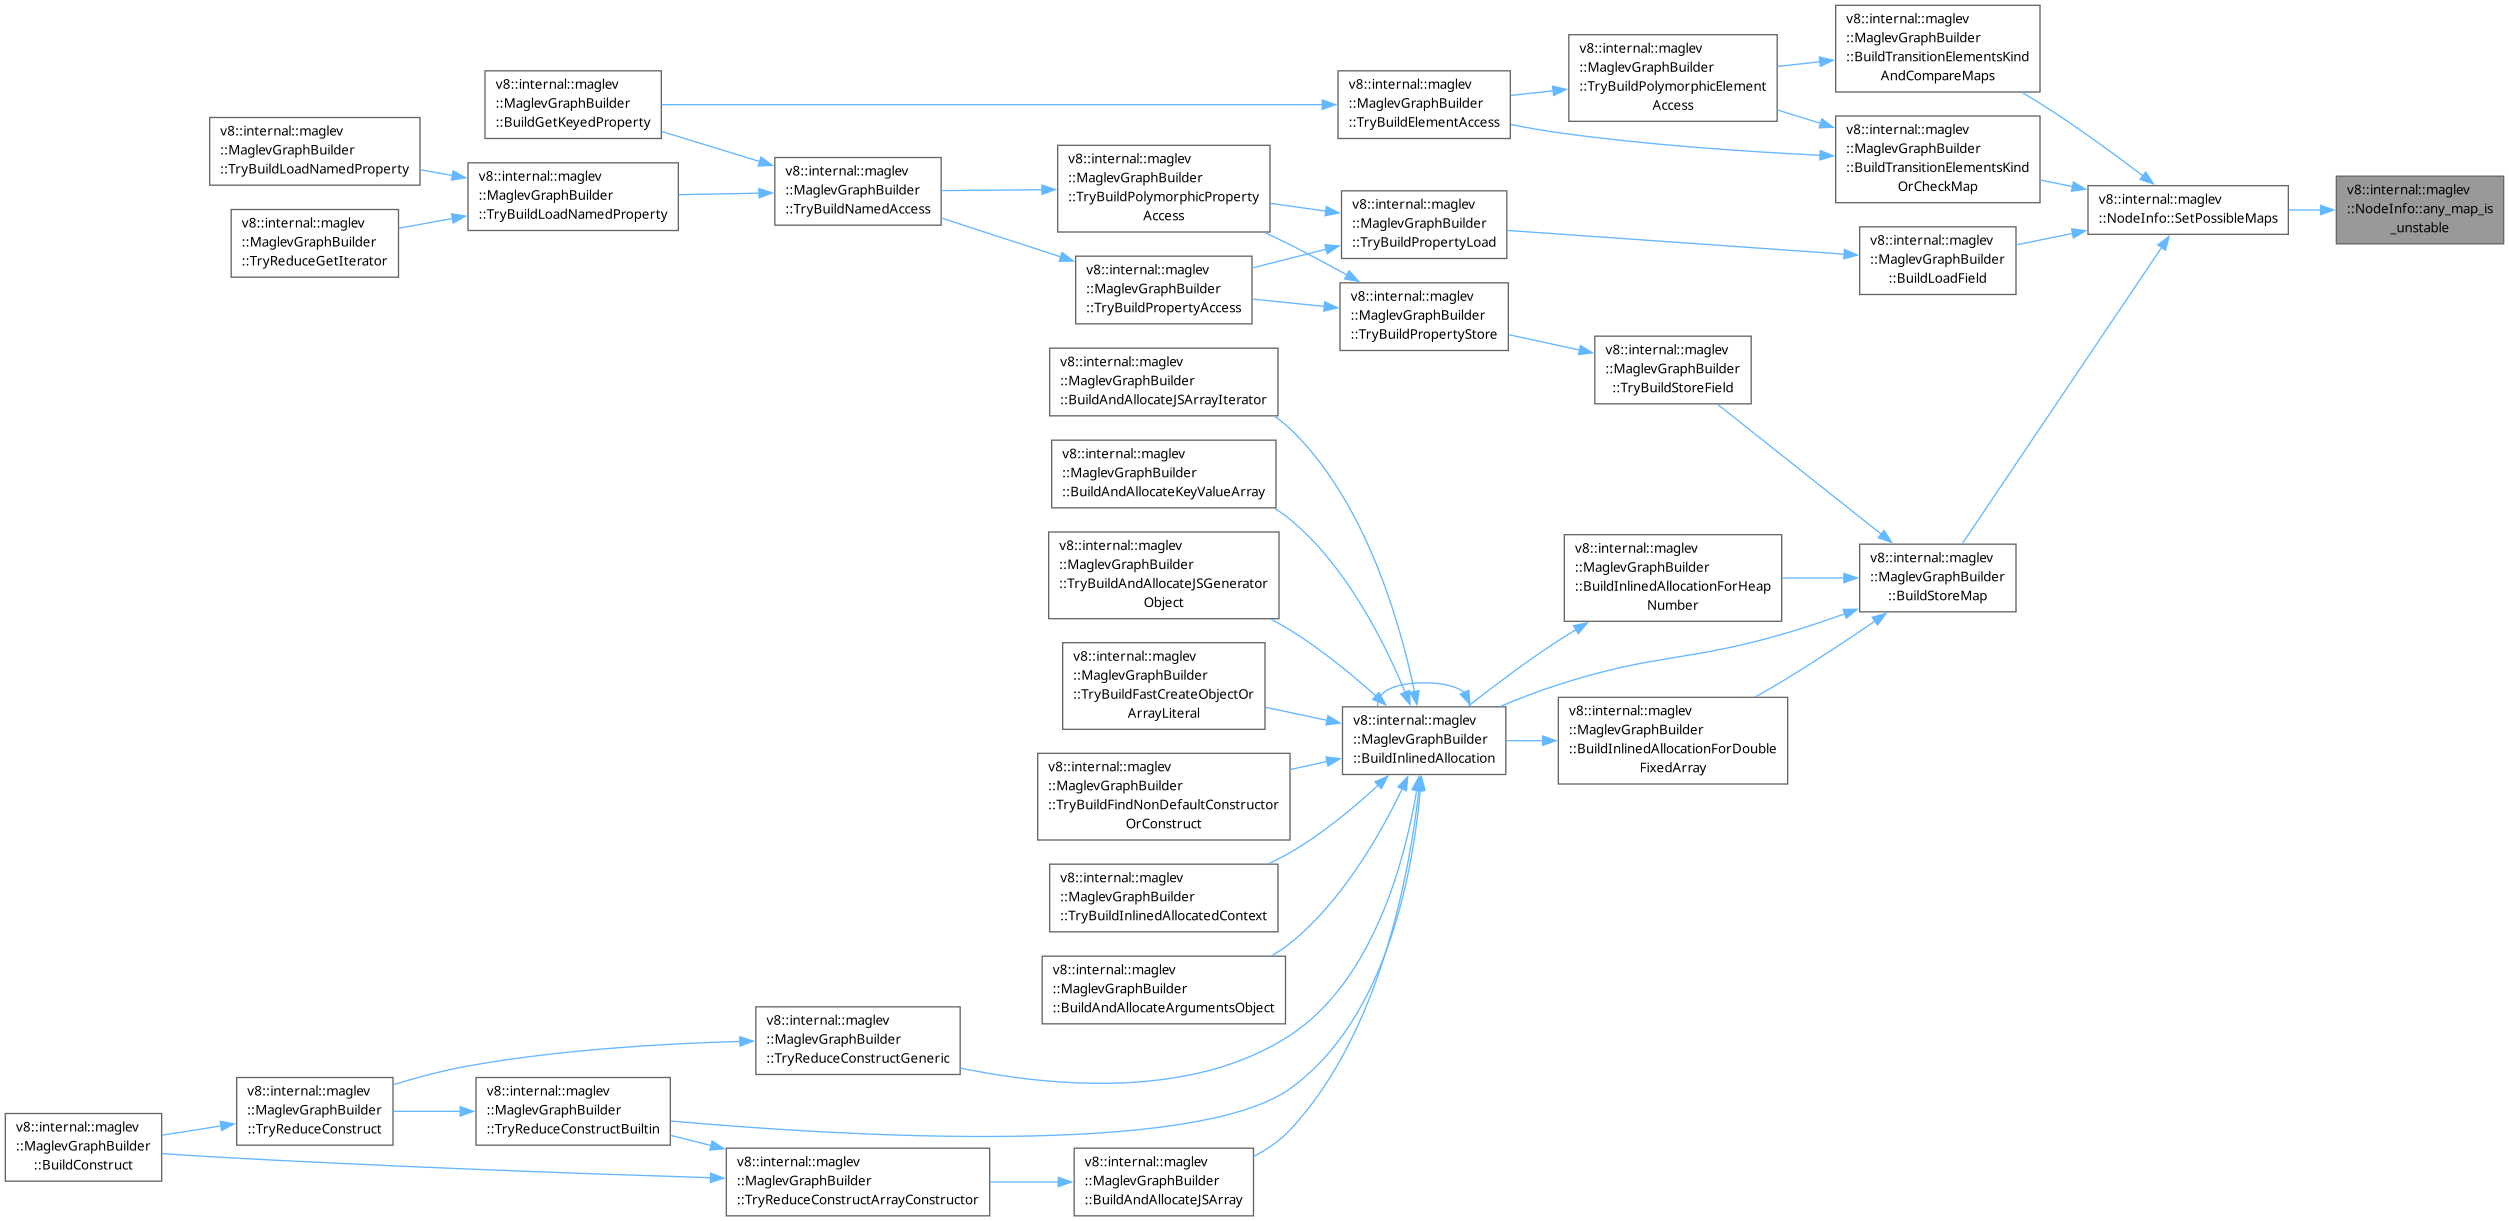 v8::internal::maglev
::MaglevGraphBuilder
::BuildTransitionElementsKind
AndCompareMaps
v8::internal::maglev
::MaglevGraphBuilder
::TryBuildPolymorphicElement
Access
v8::internal::maglev
::MaglevGraphBuilder
::BuildGetKeyedProperty
v8::internal::maglev
::MaglevGraphBuilder
::TryBuildElementAccess
v8::internal::maglev
::MaglevGraphBuilder
::TryBuildLoadNamedProperty
v8::internal::maglev
::MaglevGraphBuilder
::BuildTransitionElementsKind
OrCheckMap
v8::internal::maglev
::MaglevGraphBuilder
::TryBuildLoadNamedProperty
v8::internal::maglev
::MaglevGraphBuilder
::TryBuildNamedAccess
v8::internal::maglev
::MaglevGraphBuilder
::TryBuildPolymorphicProperty
Access
v8::internal::maglev
::NodeInfo::SetPossibleMaps
v8::internal::maglev
::NodeInfo::any_map_is
_unstable
v8::internal::maglev
::MaglevGraphBuilder
::TryReduceGetIterator
v8::internal::maglev
::MaglevGraphBuilder
::TryBuildPropertyLoad
v8::internal::maglev
::MaglevGraphBuilder
::BuildLoadField
v8::internal::maglev
::MaglevGraphBuilder
::TryBuildPropertyAccess
v8::internal::maglev
::MaglevGraphBuilder
::TryBuildPropertyStore
v8::internal::maglev
::MaglevGraphBuilder
::TryBuildStoreField
v8::internal::maglev
::MaglevGraphBuilder
::BuildAndAllocateJSArrayIterator
v8::internal::maglev
::MaglevGraphBuilder
::BuildAndAllocateKeyValueArray
v8::internal::maglev
::MaglevGraphBuilder
::TryBuildAndAllocateJSGenerator
Object
v8::internal::maglev
::MaglevGraphBuilder
::BuildInlinedAllocationForHeap
Number
v8::internal::maglev
::MaglevGraphBuilder
::BuildStoreMap
v8::internal::maglev
::MaglevGraphBuilder
::TryBuildFastCreateObjectOr
ArrayLiteral
v8::internal::maglev
::MaglevGraphBuilder
::BuildInlinedAllocation
v8::internal::maglev
::MaglevGraphBuilder
::BuildInlinedAllocationForDouble
FixedArray
v8::internal::maglev
::MaglevGraphBuilder
::TryBuildFindNonDefaultConstructor
OrConstruct
v8::internal::maglev
::MaglevGraphBuilder
::TryBuildInlinedAllocatedContext
v8::internal::maglev
::MaglevGraphBuilder
::BuildAndAllocateArgumentsObject
v8::internal::maglev
::MaglevGraphBuilder
::TryReduceConstructGeneric
v8::internal::maglev
::MaglevGraphBuilder
::TryReduceConstruct
v8::internal::maglev
::MaglevGraphBuilder
::TryReduceConstructBuiltin
v8::internal::maglev
::MaglevGraphBuilder
::BuildConstruct
v8::internal::maglev
::MaglevGraphBuilder
::TryReduceConstructArrayConstructor
v8::internal::maglev
::MaglevGraphBuilder
::BuildAndAllocateJSArray